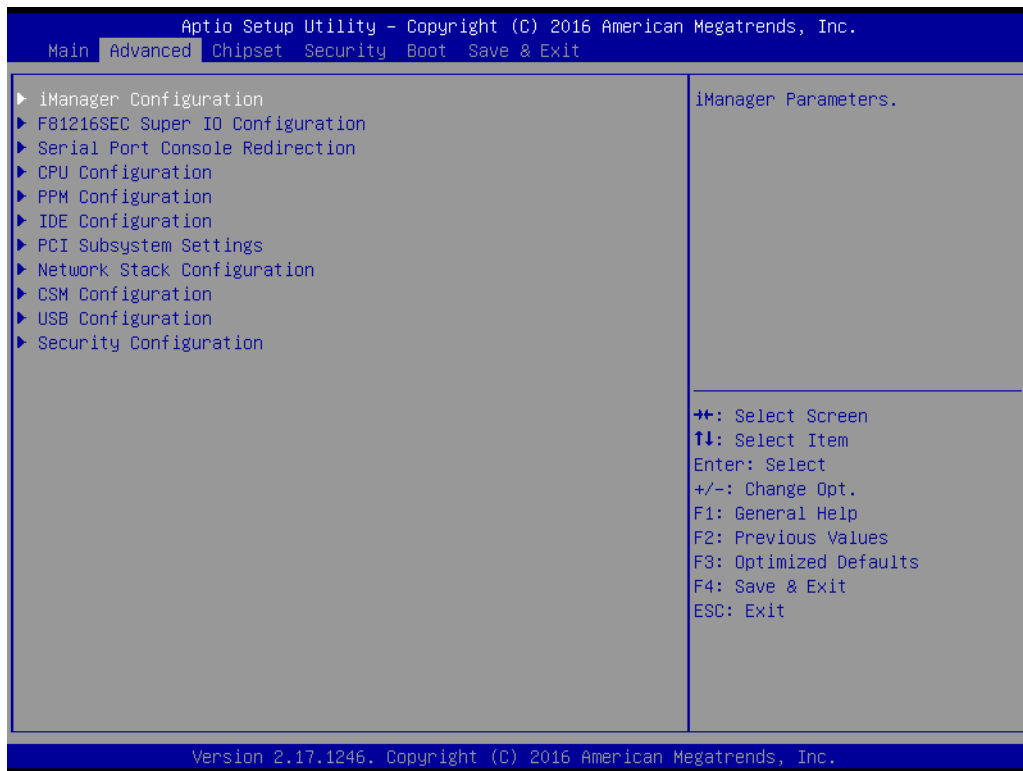 Aptio Setup Utility – Copyright (C) 2016 American Megatrends, Inc.
Main Advanced Chipset Security Boot Save & Exit
▶ iManager Configuration
▶ F81216SEC Super IO Configuration
▶ Serial Port Console Redirection
▶ CPU Configuration
▶ PPM Configuration
▶ IDE Configuration
▶ PCI Subsystem Settings
▶ Network Stack Configuration
▶ CSM Configuration
▶ USB Configuration
▶ Security Configuration
iManager Parameters.
→←: Select Screen
↑↓: Select Item
Enter: Select
+/-: Change Opt.
F1: General Help
F2: Previous Values
F3: Optimized Defaults
F4: Save & Exit
ESC: Exit
Version 2.17.1246. Copyright (C) 2016 American Megatrends, Inc.